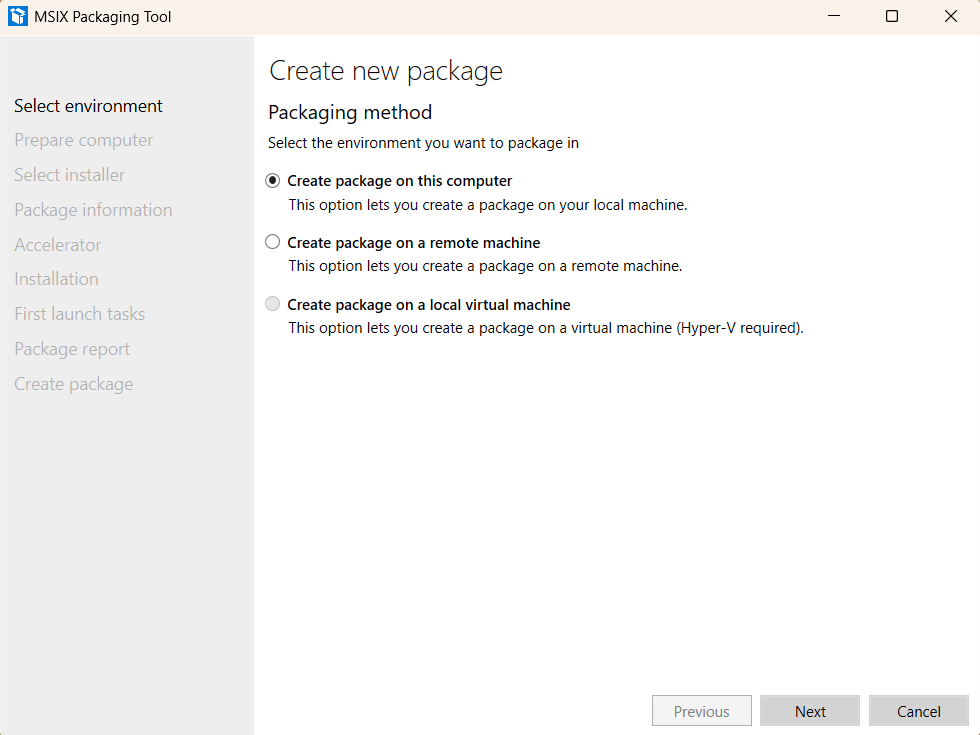 MSIX Packaging Tool
Create new package
Select environment
Prepare computer
Select installer
Package information
Accelerator
Installation
First launch tasks
Package report
Create package
Packaging method
Select the environment you want to package in
Create package on this computer
This option lets you create a package on your local machine.
Create package on a remote machine
This option lets you create a package on a remote machine.
Create package on a local virtual machine
This option lets you create a package on a virtual machine (Hyper-V required).
Previous
Next
Cancel